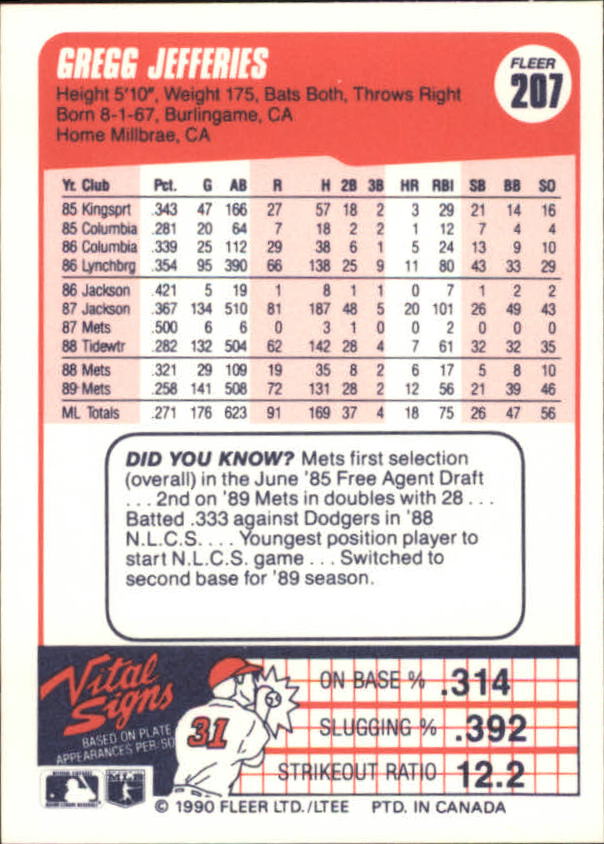 GREGG JEFFERIES
FLEER
207
Height 5'10", Weight 175, Bats Both, Throws Right
Born 8-1-67, Burlingame, CA
Home Millbrae, CA
Yr. Club Pct. G AB R H 2B 3B HR RBI SB BB SO
85 Kingsprt .343 47 166 27 57 18 2 3 29 21 14 16
85 Columbia .281 20 64 7 18 2 2 1 12 7 4 4
86 Columbia .339 25 112 29 38 6 1 5 24 13 9 10
86 Lynchbrg .354 95 390 66 138 25 9 11 80 43 33 29
86 Jackson .421 5 19 1 8 1 1 0 7 1 2 2
87 Jackson .367 134 510 81 187 48 5 20 101 26 49 43
87 Mets .500 6 6 0 3 1 0 0 2 0 0 0
88 Tidewtr .282 132 504 62 142 28 4 7 61 32 32 35
88 Mets .321 29 109 19 35 8 2 6 17 5 8 10
89 Mets .258 141 508 72 131 28 2 12 56 21 39 46
ML Totals .271 176 623 91 169 37 4 18 75 26 47 56
DID YOU KNOW? Mets first selection
(overall) in the June '85 Free Agent Draft
... 2nd on '89 Mets in doubles with 28 ...
Batted .333 against Dodgers in '88
N.L.C.S. ... Youngest position player to
start N.L.C.S. game ... Switched to
second base for '89 season.
Vital
Signs
BASED ON PLATE
APPEARANCES PER/SO
31
ON BASE % .314
SLUGGING % .392
STRIKEOUT RATIO 12.2
© 1990 FLEER LTD./LTEE PTD. IN CANADA